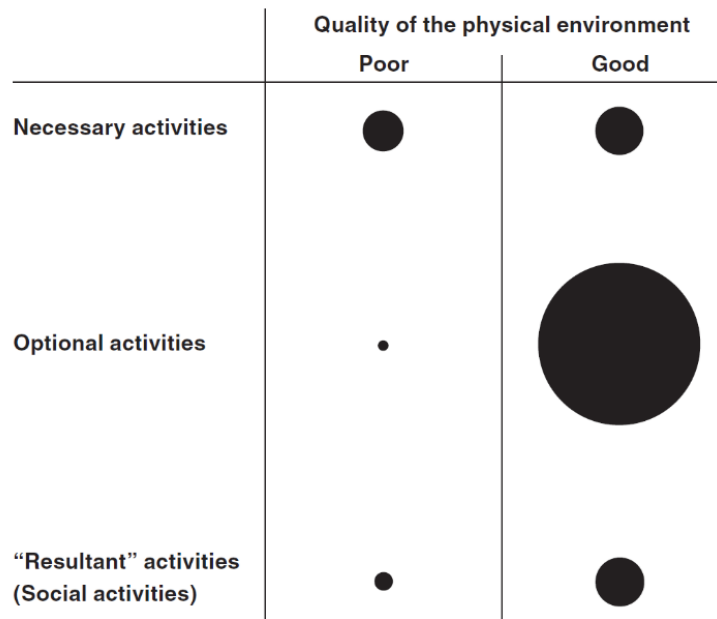 Quality of the physical environment
Poor Good
Necessary activities
Optional activities
“Resultant” activities
(Social activities)